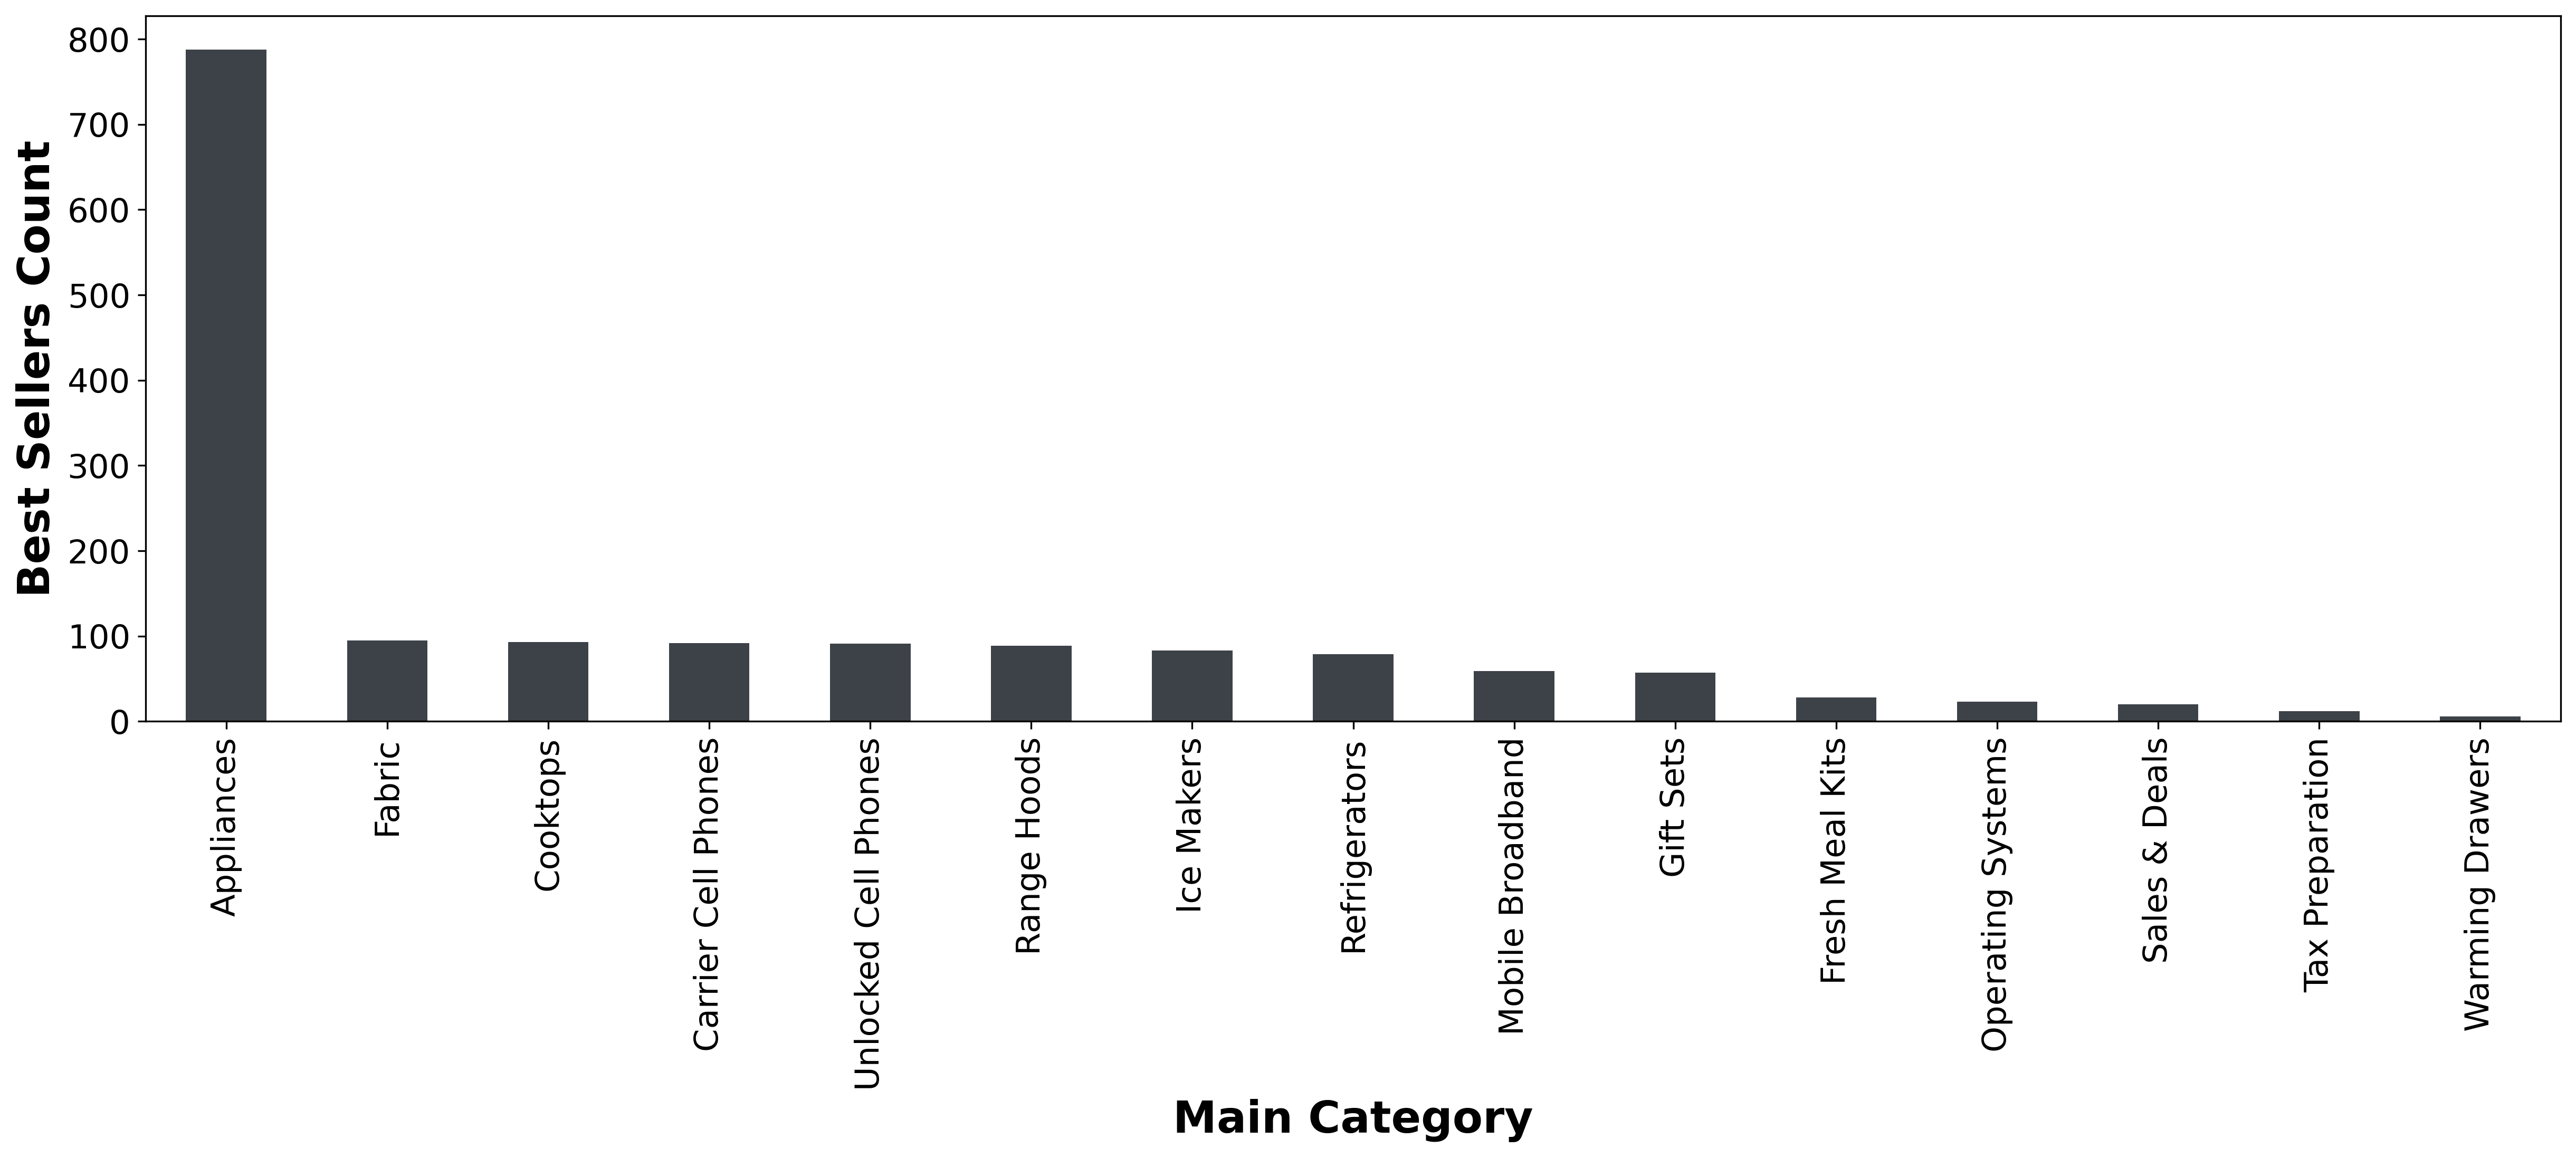 Best Sellers Count
800
700
600
500
400
300
200
100
0
Appliances
Fabric
Cooktops
Carrier Cell Phones
Unlocked Cell Phones
Range Hoods
Ice Makers
Refrigerators
Mobile Broadband
Gift Sets
Fresh Meal Kits
Operating Systems
Sales & Deals
Tax Preparation
Warming Drawers
Main Category